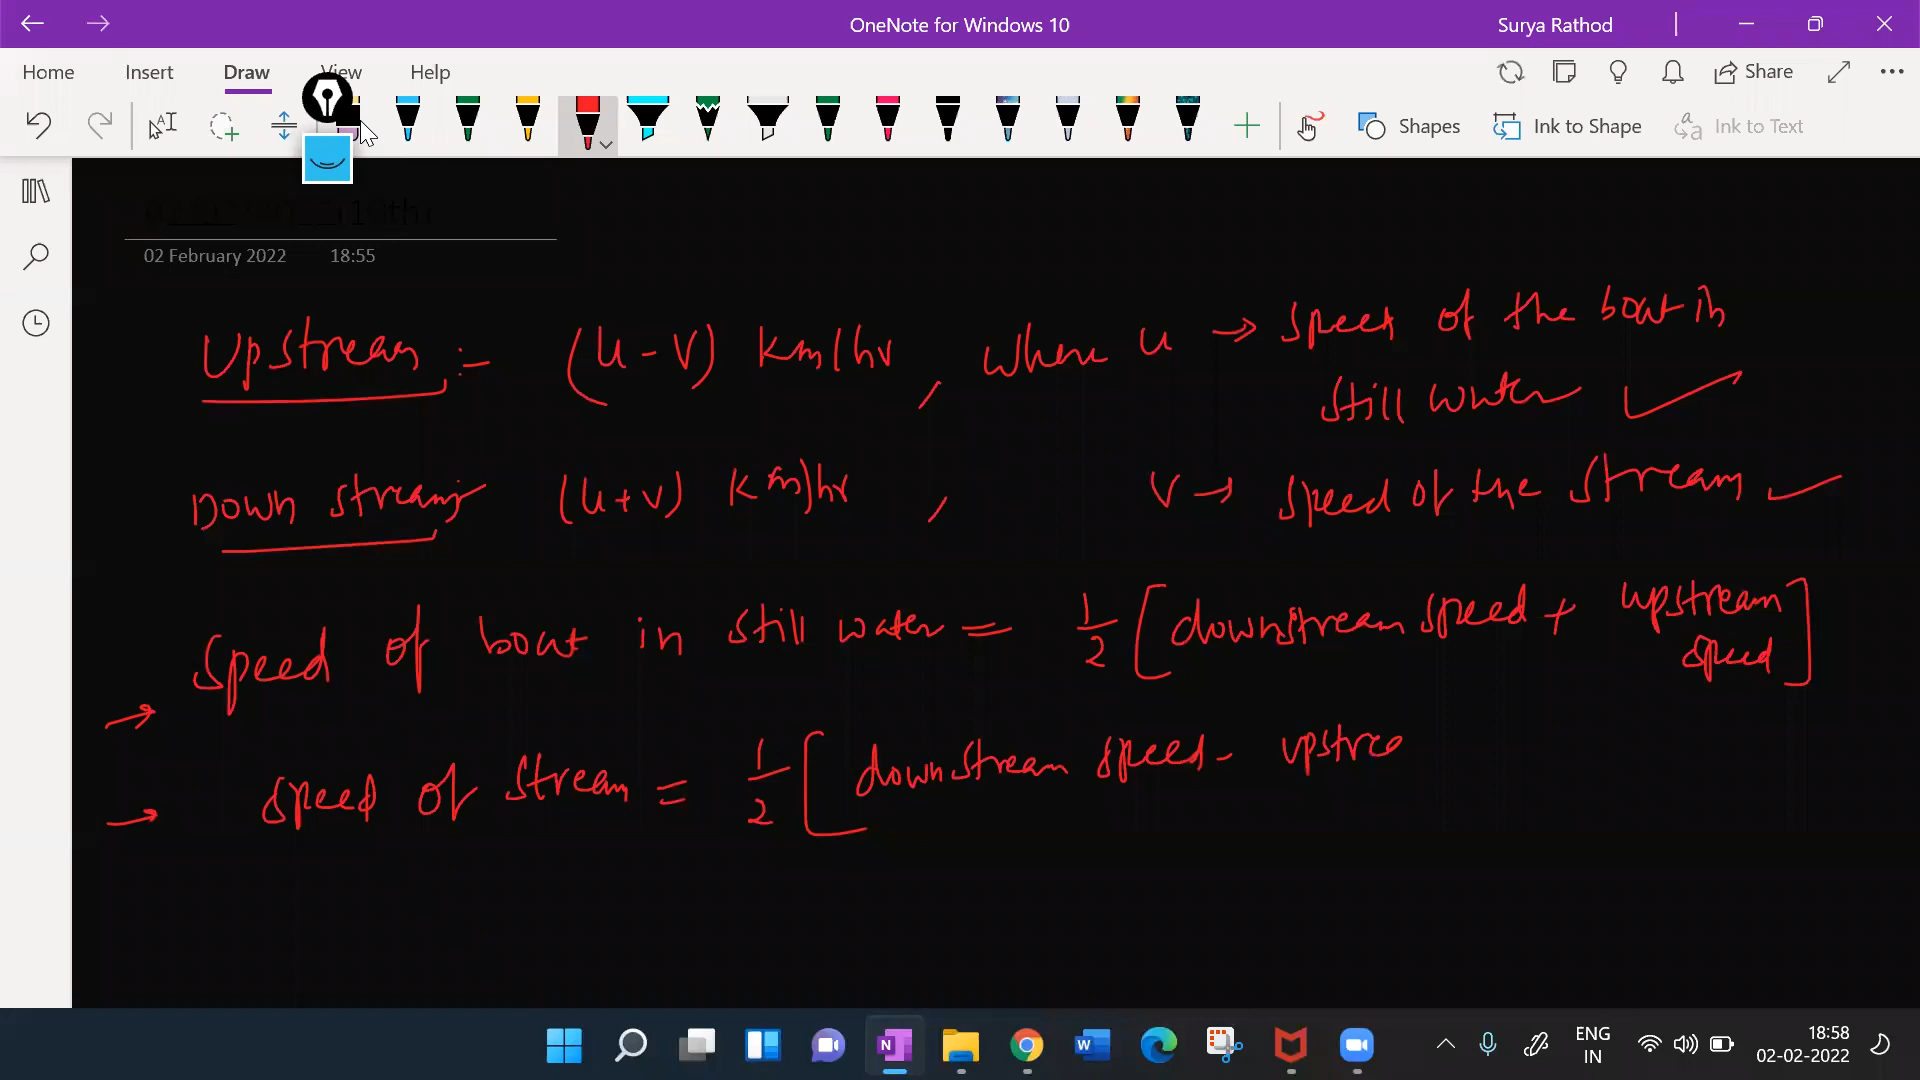 OneNote for Windows 10
Surya Rathod
Home Insert Draw View Help
Share
Shapes Ink to Shape Ink to Text
02 February 2022 18:55
Upstream :- (u - v) km/hr, where u → speed of the boat in
still water
Down stream (u+v) km/hr, v → speed of the stream
speed of boat in still water = 1/2 [downstream speed + upstream
speed]
→
→ speed of stream = 1/2 [downstream speed - upstrea
ENG
IN
18:58
02-02-2022